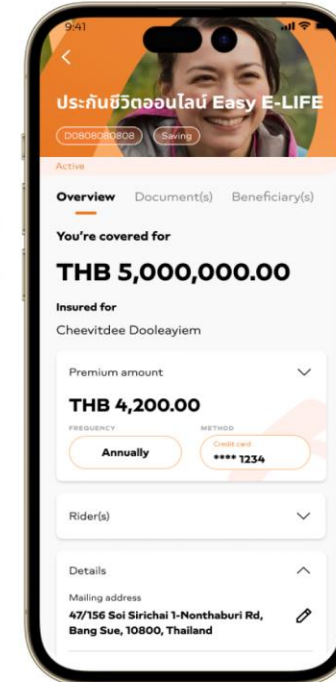 9:41
ประกันชีวิตออนไลน์ Easy E-LIFE
D0808080808 Saving
Active
Overview Document(s) Beneficiary(s)
You're covered for
THB 5,000,000.00
Insured for
Cheevitdee Dooleayiem
Premium amount
THB 4,200.00
FREQUENCY METHOD
Annually
Credit card
**** 1234
Rider(s)
Details
Mailing address
47/156 Soi Sirichai 1-Nonthaburi Rd,
Bang Sue, 10800, Thailand